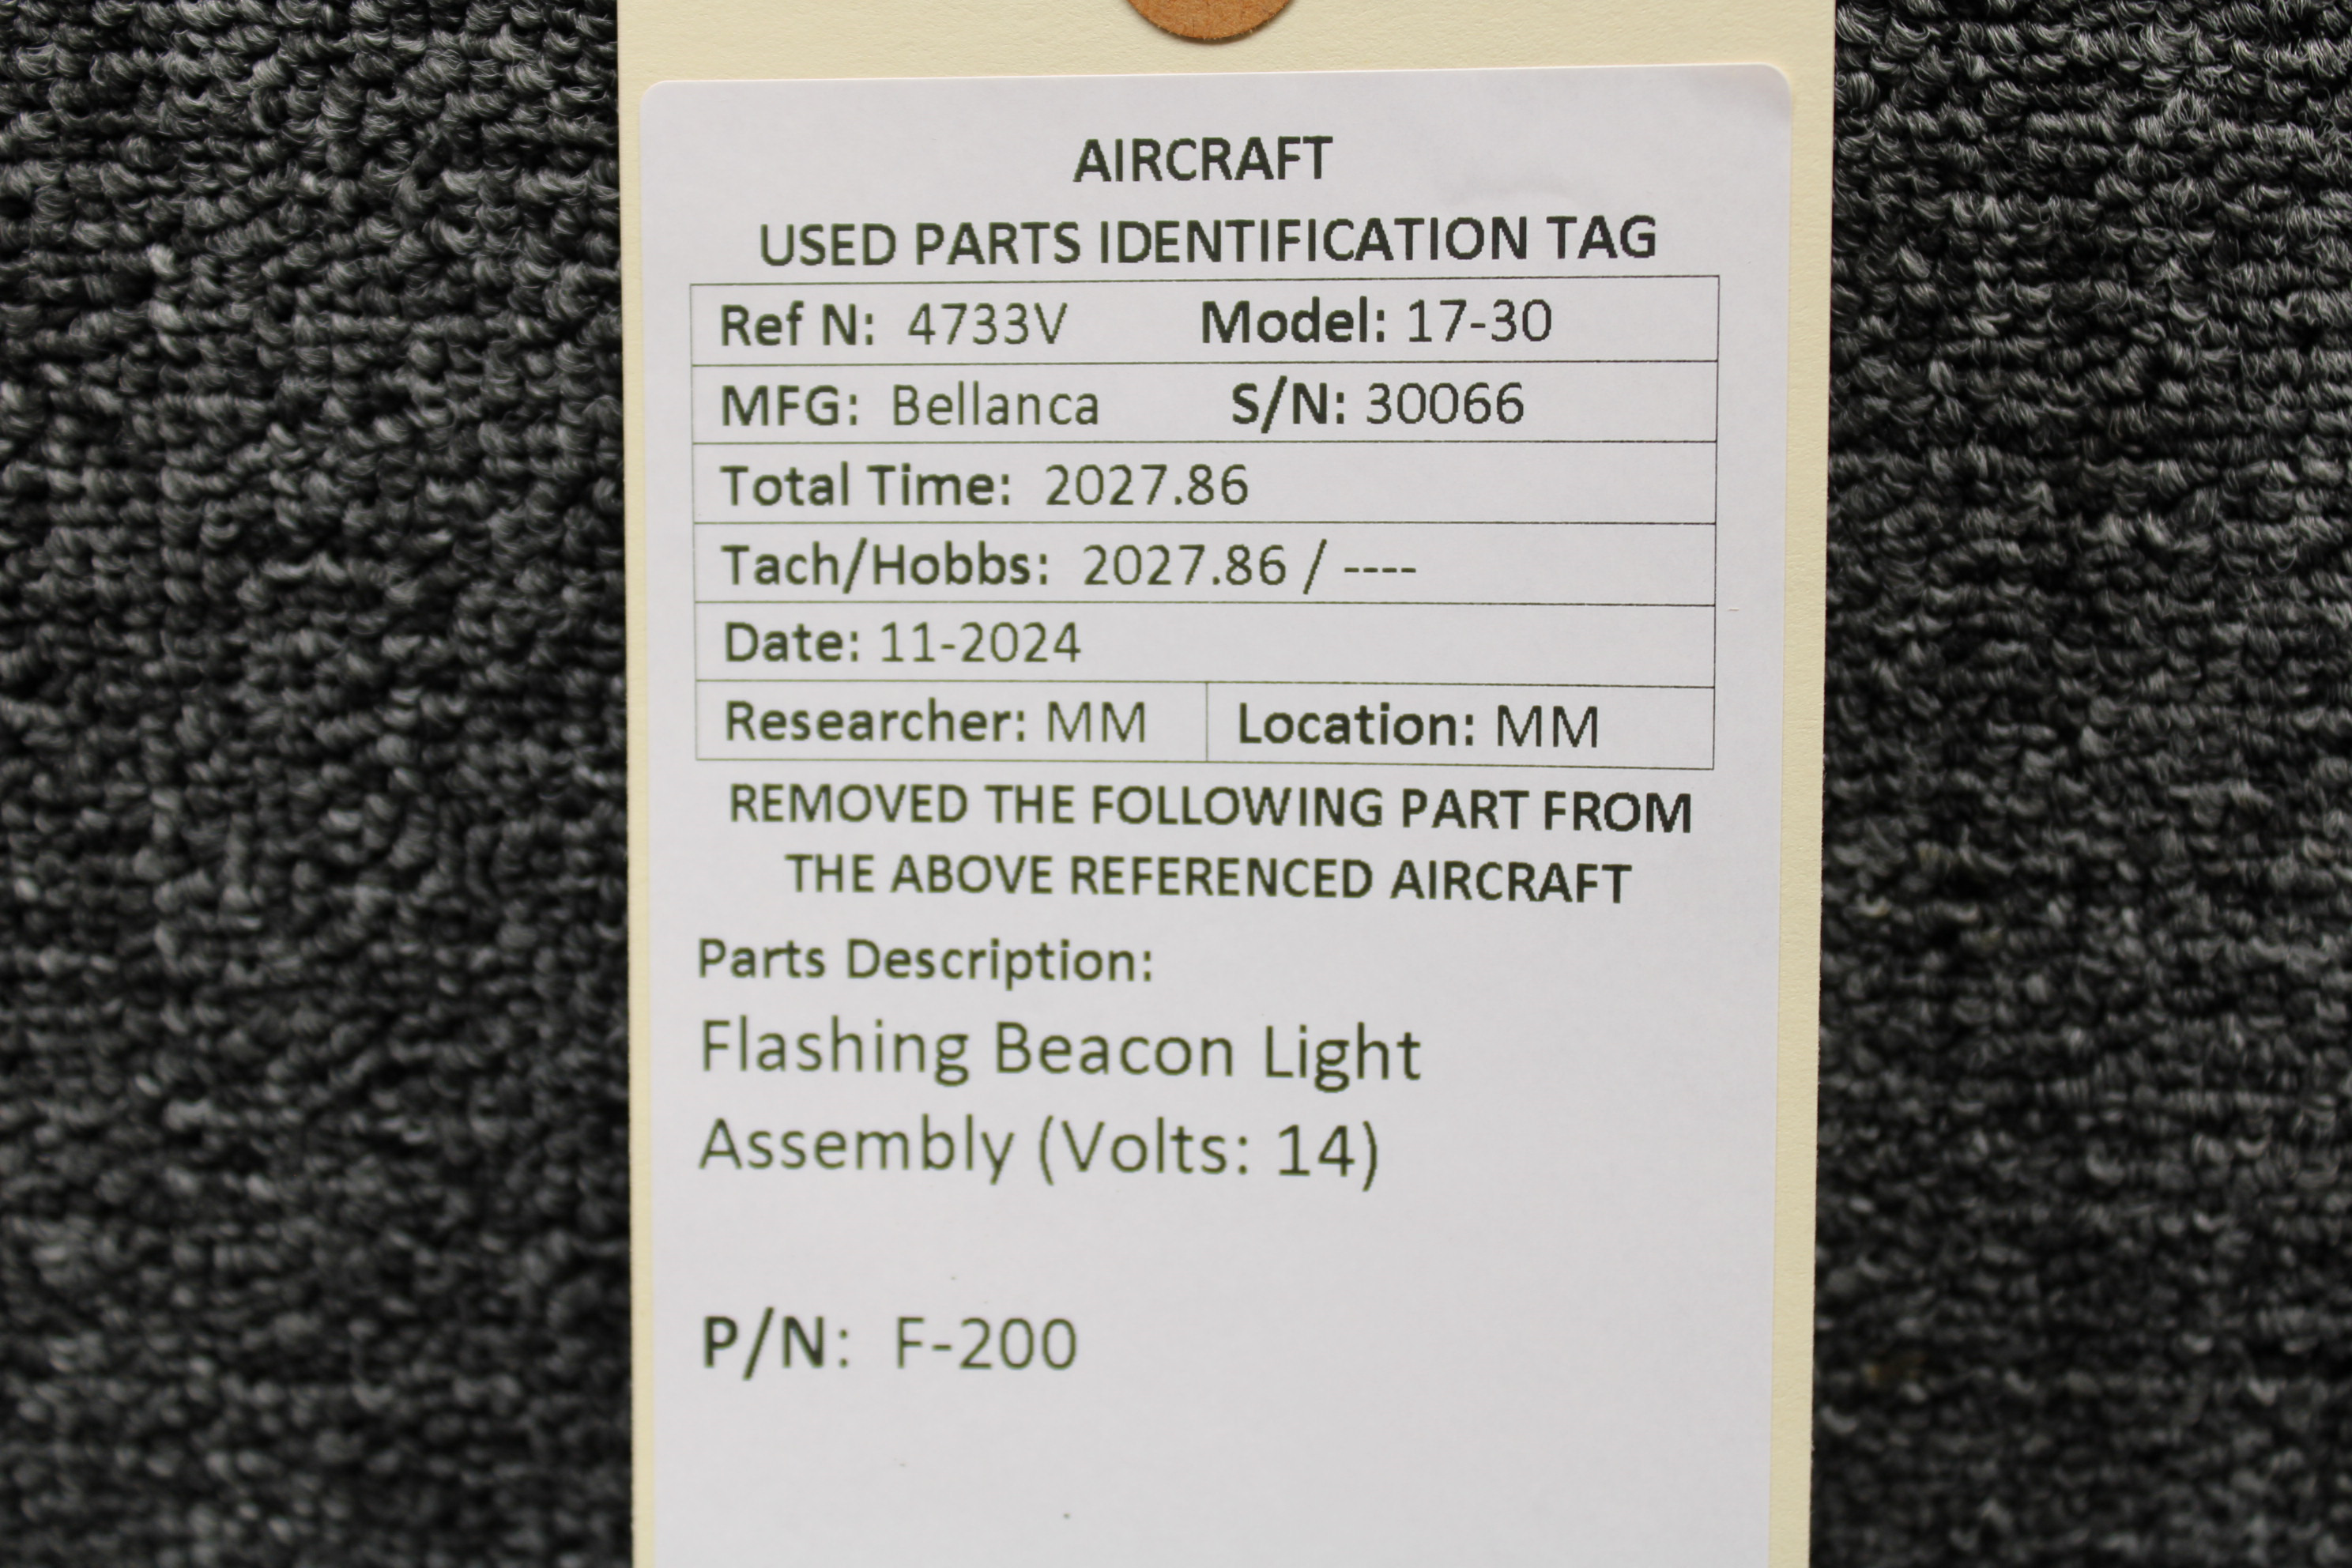 AIRCRAFT
USED PARTS IDENTIFICATION TAG
Ref N: 4733V Model: 17-30
MFG: Bellanca S/N: 30066
Total Time: 2027.86
Tach/Hobbs: 2027.86 / ----
Date: 11-2024
Researcher: MM Location: MM
REMOVED THE FOLLOWING PART FROM
THE ABOVE REFERENCED AIRCRAFT
Parts Description:
Flashing Beacon Light
Assembly (Volts: 14)
P/N: F-200